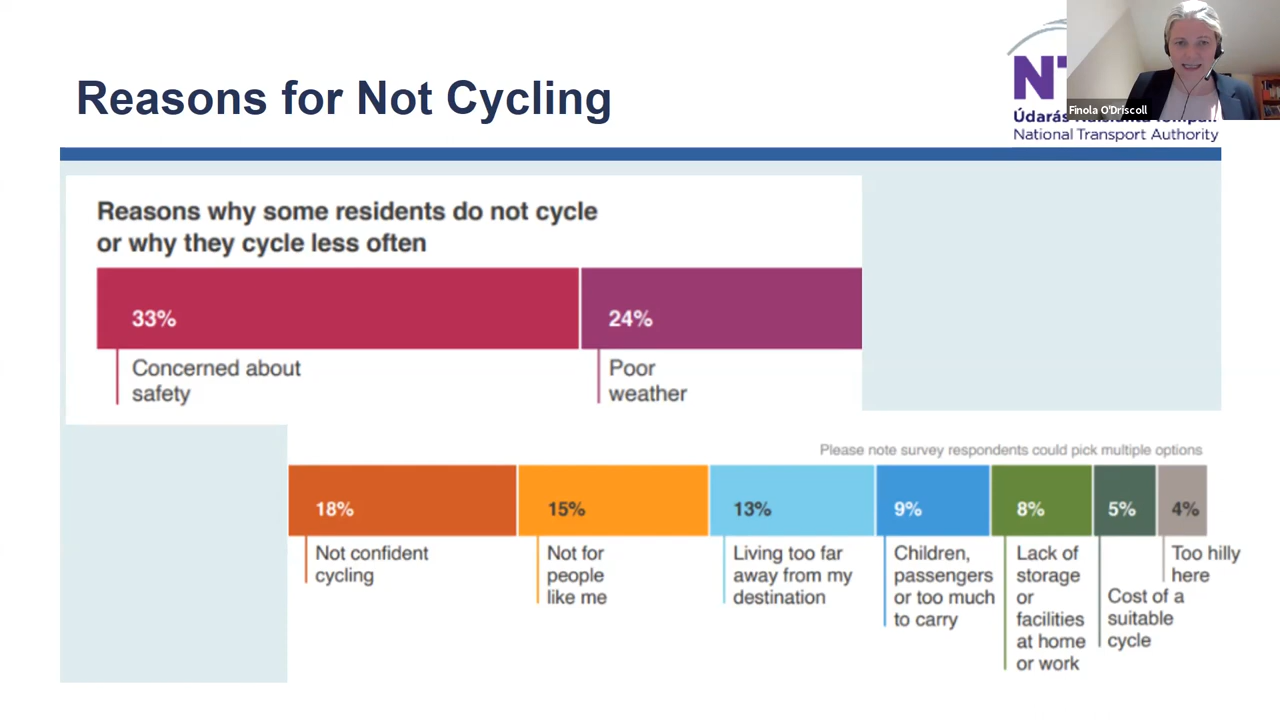 Reasons for Not Cycling
NT
Finola O'Driscoll
Údarás
National Transport Authority
Reasons why some residents do not cycle
or why they cycle less often
33%
24%
Concerned about
safety
Poor
weather
Please note survey respondents could pick multiple options
18%
15%
13%
9%
8%
5%
4%
Not confident
cycling
Not for
people
like me
Living too far
away from my
destination
Children,
passengers
or too much
to carry
Lack of
storage
or
facilities
at home
or work
Cost of a
suitable
cycle
Too hilly
here